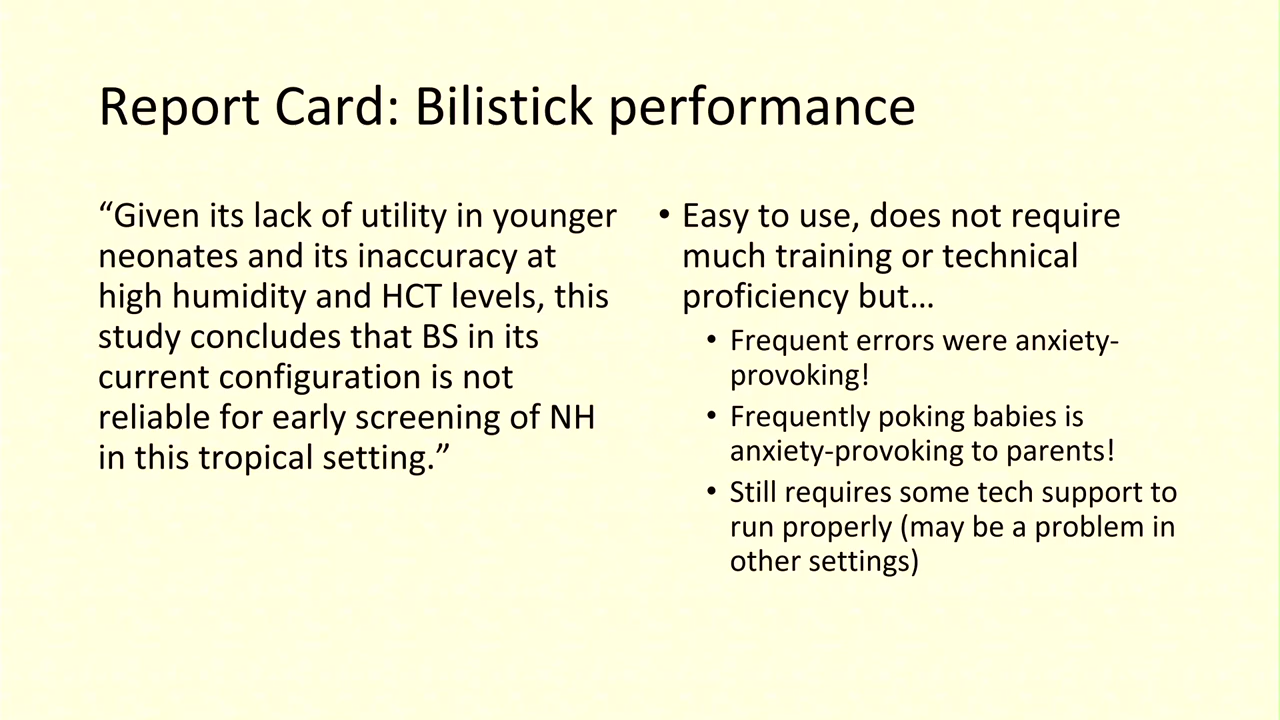 Report Card: Bilistick performance
“Given its lack of utility in younger
neonates and its inaccuracy at
high humidity and HCT levels, this
study concludes that BS in its
current configuration is not
reliable for early screening of NH
in this tropical setting.”
• Easy to use, does not require
much training or technical
proficiency but…
• Frequent errors were anxiety-
provoking!
• Frequently poking babies is
anxiety-provoking to parents!
• Still requires some tech support to
run properly (may be a problem in
other settings)